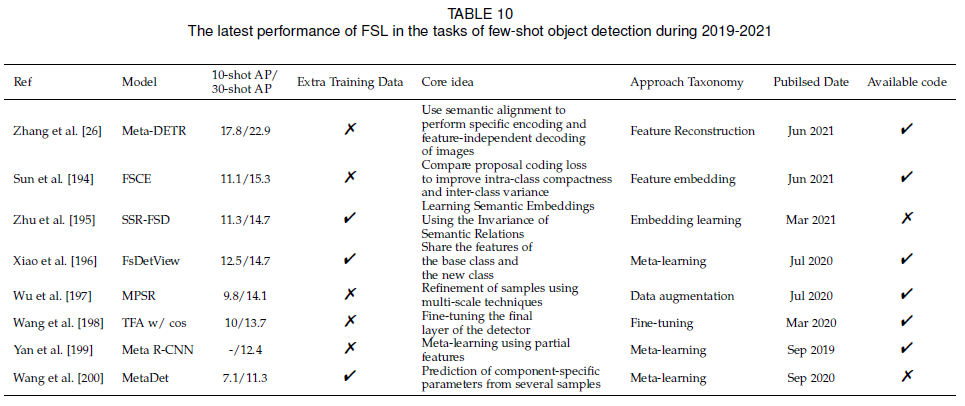 TABLE 10
The latest performance of FSL in the tasks of few-shot object detection during 2019-2021
Ref Model 10-shot AP/ 30-shot AP Extra Training Data Core idea Approach Taxonomy Pubilsed Date Available code
Zhang et al. [26] Meta-DETR 17.8/22.9 ✗ Use semantic alignment to
perform specific encoding and
feature-independent decoding
of images Feature Reconstruction Jun 2021 ✔
Sun et al. [194] FSCE 11.1/15.3 ✗ Compare proposal coding loss
to improve intra-class compactness
and inter-class variance Feature embedding Jun 2021 ✔
Zhu et al. [195] SSR-FSD 11.3/14.7 ✔ Learning Semantic Embeddings
Using the Invariance of
Semantic Relations Embedding learning Mar 2021 ✗
Xiao et al. [196] FsDetView 12.5/14.7 ✔ Share the features of
the base class and
the new class Meta-learning Jul 2020 ✔
Wu et al. [197] MPSR 9.8/14.1 ✗ Refinement of samples using
multi-scale techniques Data augmentation Jul 2020 ✔
Wang et al. [198] TFA w/ cos 10/13.7 ✗ Fine-tuning the final
layer of the detector Fine-tuning Mar 2020 ✔
Yan et al. [199] Meta R-CNN -/12.4 ✗ Meta-learning using partial
features Meta-learning Sep 2019 ✔
Wang et al. [200] MetaDet 7.1/11.3 ✔ Prediction of component-specific
parameters from several samples Meta-learning Sep 2020 ✗